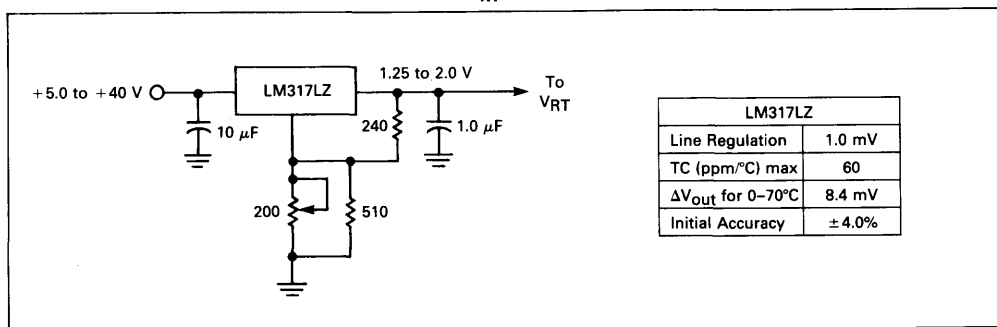 +5.0 to +40 V
LM317LZ
1.25 to 2.0 V
To
VRT
10 μF
240
1.0 μF
200
510
LM317LZ
Line Regulation 1.0 mV
TC (ppm/°C) max 60
ΔVout for 0–70°C 8.4 mV
Initial Accuracy ±4.0%